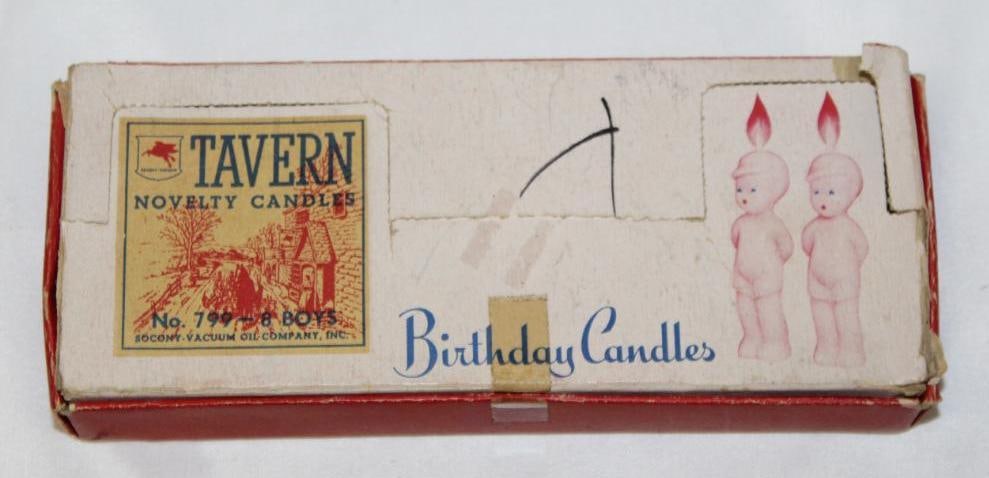 TAVERN
NOVELTY CANDLES
No. 799 - 8 BOYS
SOCONY-VACUUM OIL COMPANY, INC.
Birthday Candles